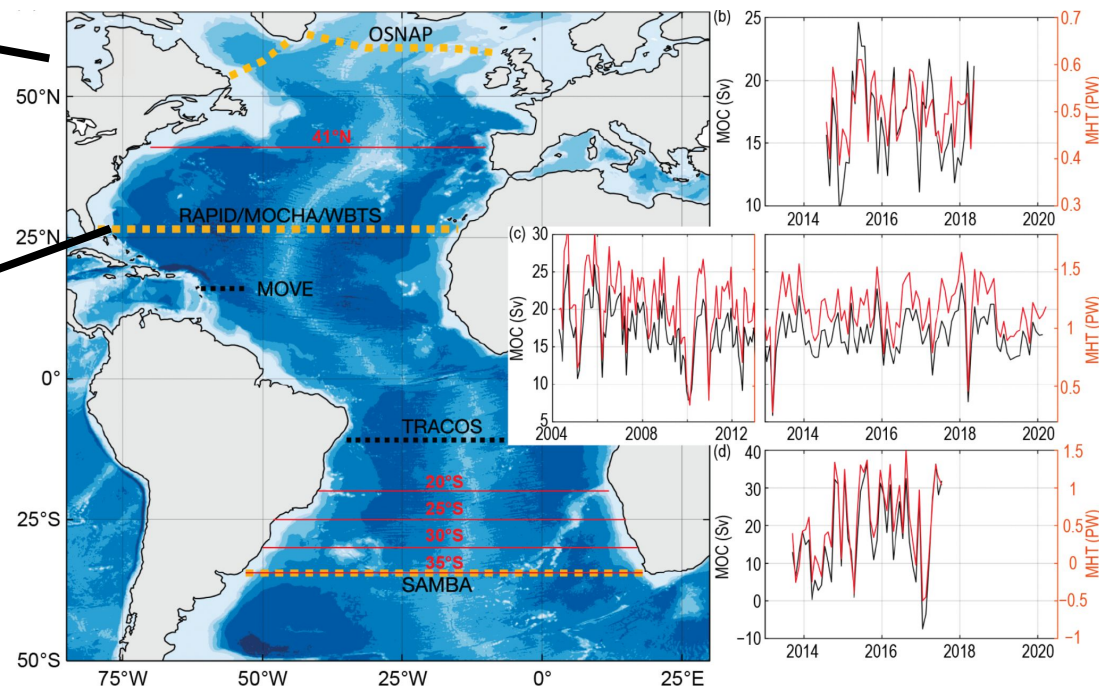 OSNAP
50°N
41°N
RAPID/MOCHA/WBTS
25°N
MOVE
0°
TRACOS
20°S
25°S
25°S
30°S
35°S
SAMBA
50°S
75°W
50°W
25°W
0°
25°E
(b)
MOC (Sv)
25
20
15
10
0.7
0.6
0.5
0.4
0.3
MHT (PW)
2014
2016
2018
2020
(c)
MOC (Sv)
30
25
20
15
10
5
2004
2008
2012
1.5
1
0.5
MHT (PW)
2014
2016
2018
2020
(d)
MOC (Sv)
40
30
20
10
0
−10
1.5
1
0.5
0
−0.5
−1
MHT (PW)
2014
2016
2018
2020